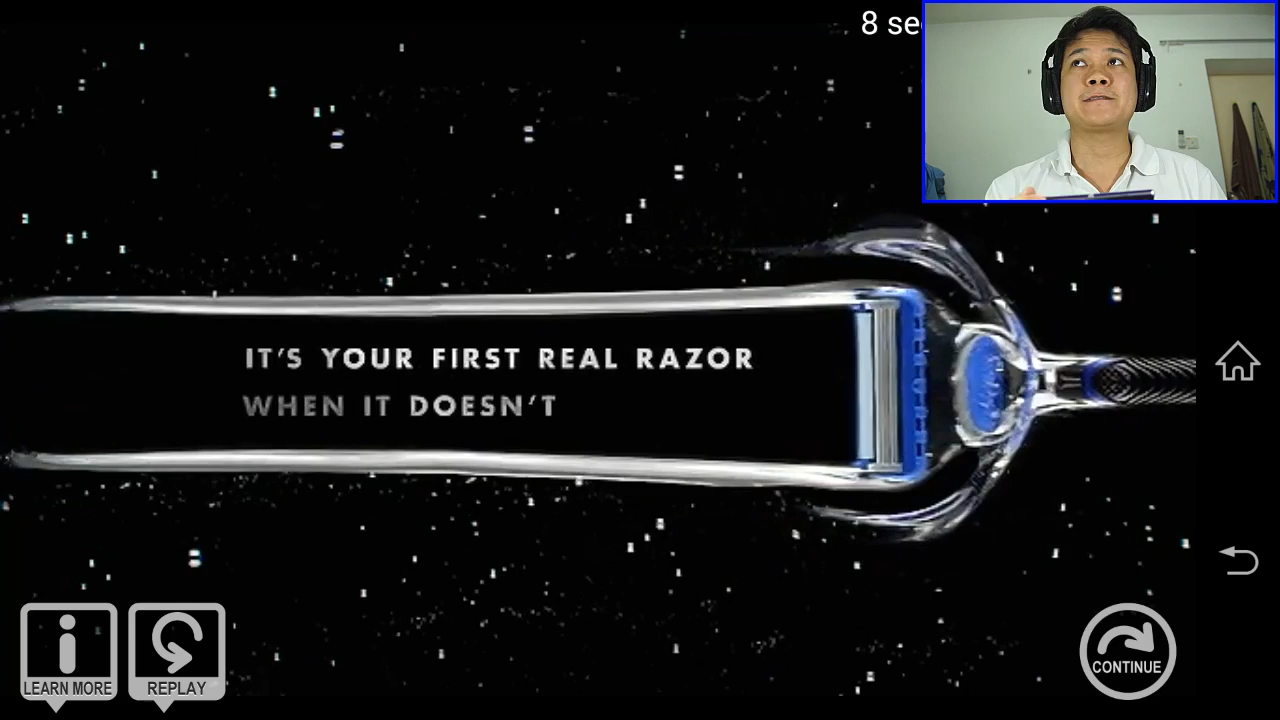 8 se
IT'S YOUR FIRST REAL RAZOR
WHEN IT DOESN'T
LEARN MORE
REPLAY
CONTINUE